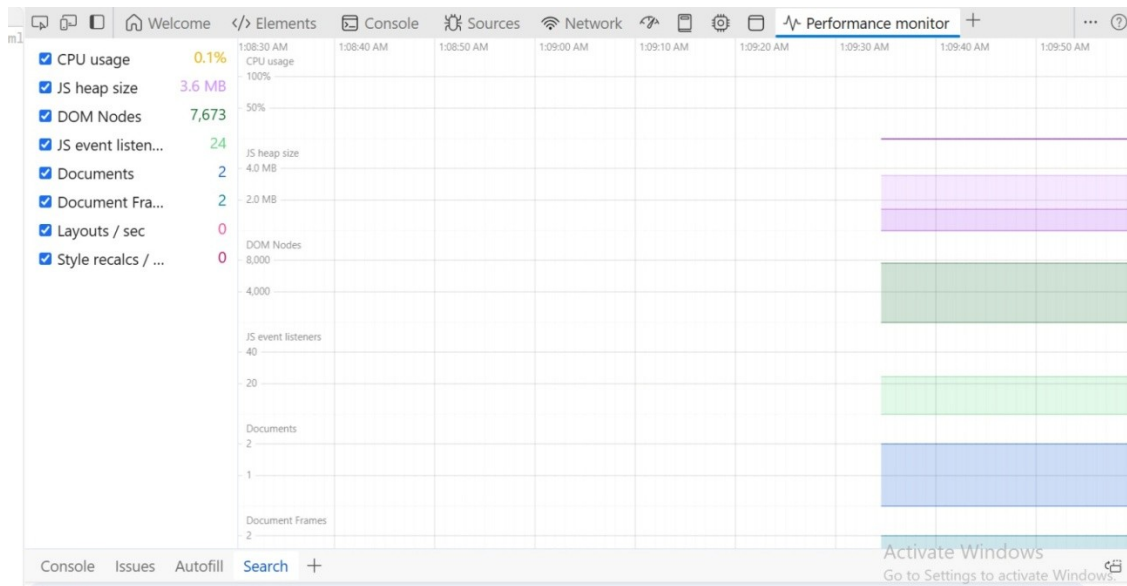 ml
Welcome </> Elements Console Sources Network Performance monitor + ... ?
CPU usage 0.1%
JS heap size 3.6 MB
DOM Nodes 7,673
JS event listen... 24
Documents 2
Document Fra... 2
Layouts / sec 0
Style recalcs / ... 0
1:08:30 AM 1:08:40 AM 1:08:50 AM 1:09:00 AM 1:09:10 AM 1:09:20 AM 1:09:30 AM 1:09:40 AM 1:09:50 AM
CPU usage
100%
50%
JS heap size
4.0 MB
2.0 MB
DOM Nodes
8,000
4,000
JS event listeners
40
20
Documents
2
1
Document Frames
2
Activate Windows
Go to Settings to activate Windows.
Console Issues Autofill Search +